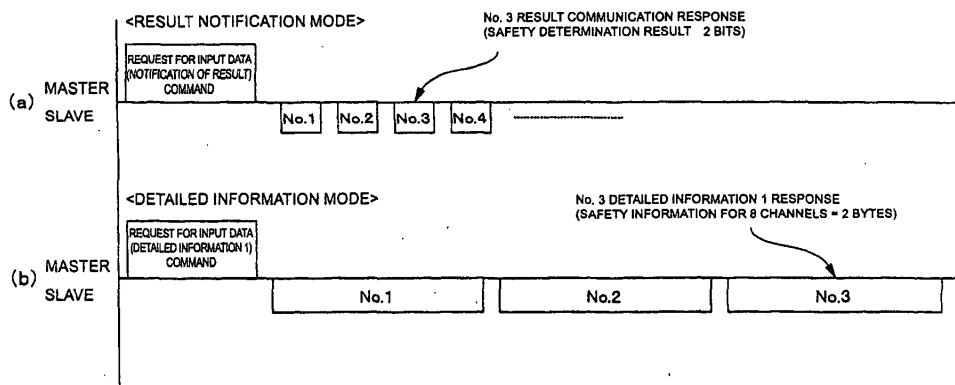 <RESULT NOTIFICATION MODE>
No. 3 RESULT COMMUNICATION RESPONSE
(SAFETY DETERMINATION RESULT 2 BITS)
REQUEST FOR INPUT DATA
(NOTIFICATION OF RESULT)
COMMAND
(a)
MASTER
SLAVE
No.1
No.2
No.3
No.4
<DETAILED INFORMATION MODE>
No. 3 DETAILED INFORMATION 1 RESPONSE
(SAFETY INFORMATION FOR 8 CHANNELS = 2 BYTES)
REQUEST FOR INPUT DATA
(DETAILED INFORMATION 1)
COMMAND
(b)
MASTER
SLAVE
No.1
No.2
No.3